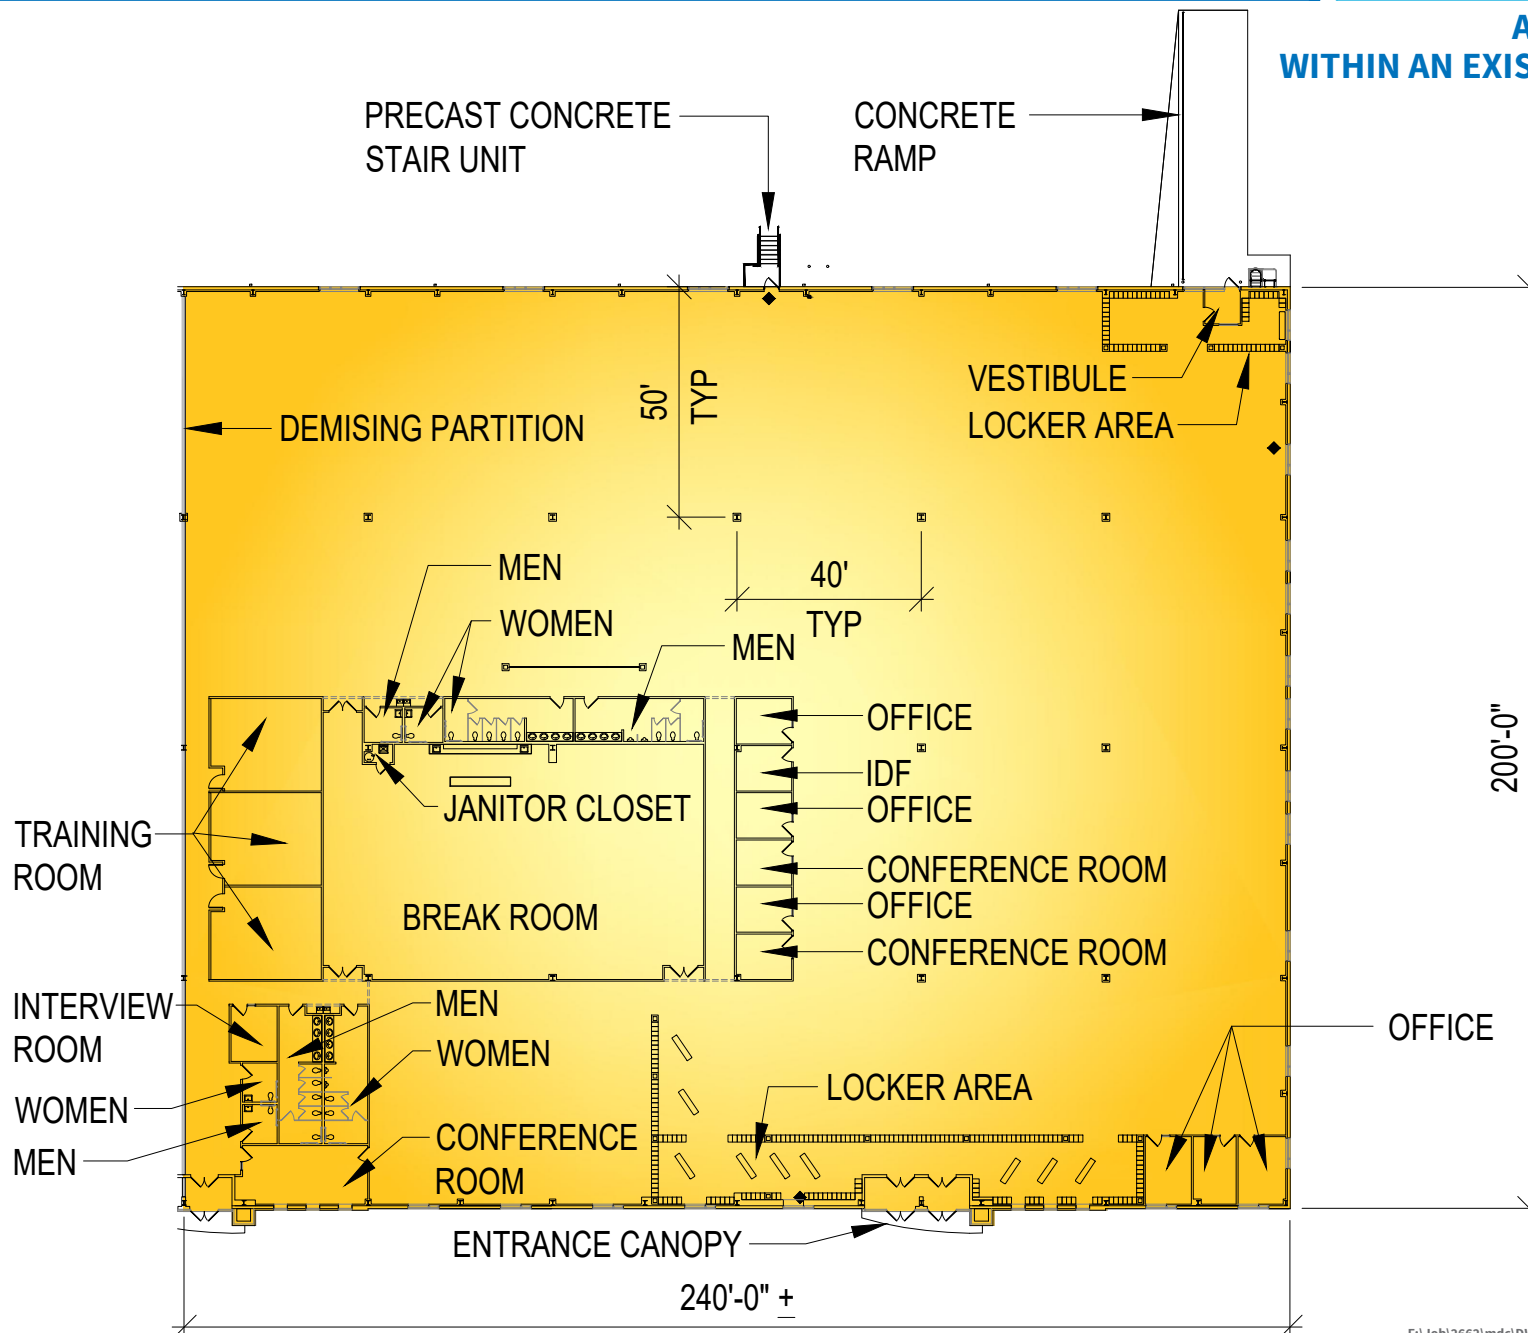 A
WITHIN AN EXIS
PRECAST CONCRETE
STAIR UNIT
CONCRETE
RAMP
VESTIBULE
LOCKER AREA
50'
TYP
DEMISING PARTITION
40'
TYP
MEN
WOMEN
MEN
OFFICE
IDF
OFFICE
CONFERENCE ROOM
OFFICE
CONFERENCE ROOM
JANITOR CLOSET
TRAINING
ROOM
BREAK ROOM
200'-0"
INTERVIEW
ROOM
MEN
WOMEN
WOMEN
MEN
CONFERENCE
ROOM
LOCKER AREA
OFFICE
ENTRANCE CANOPY
240'-0" ±